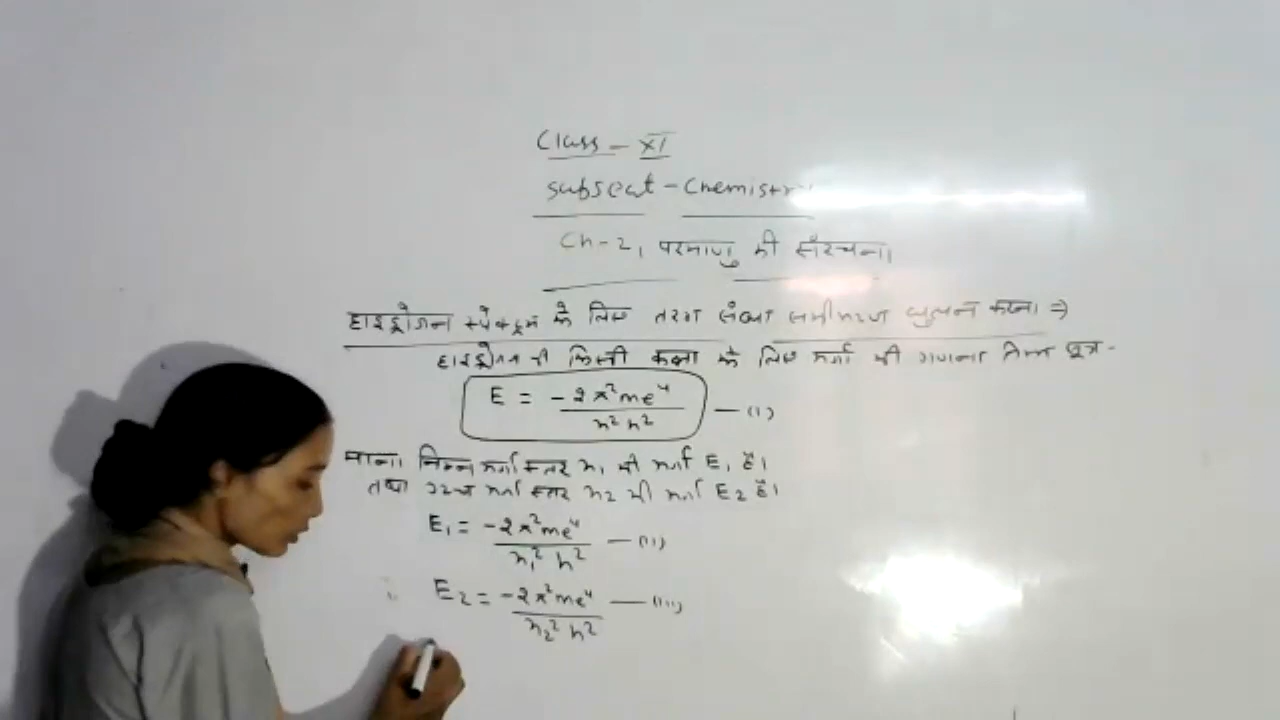 Class - XI
subseat - Chemistry
Ch-2, परमाणु की संरचना
हाइड्रोजन स्पेक्ट्रम के लिए तरंग संख्या समीकरण व्युत्पन्न करना ⇒
हाइड्रोजन की किसी कक्षा के लिए ऊर्जा की गणना निम्न सूत्र -
E = -2π²me⁴ / n²h² — (i)
माना निम्न ऊर्जा स्तर n₁ की ऊर्जा E₁ है।
तथा उच्च ऊर्जा स्तर n₂ की ऊर्जा E₂ है।
E₁ = -2π²me⁴ / n₁²h² — (ii)
E₂ = -2π²me⁴ / n₂²h² — (iii)